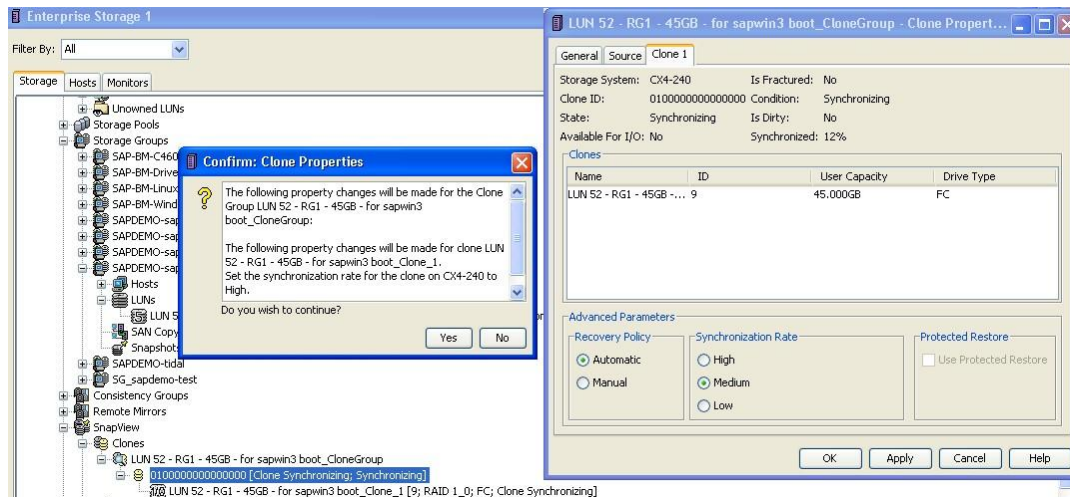 Enterprise Storage 1
Filter By: All
Storage Hosts Monitors
Unowned LUNs
Storage Pools
Storage Groups
SAP-BM-C460
SAP-BM-Drive
SAP-BM-Linux
SAP-BM-Wind
SAPDEMO-sap
SAPDEMO-sap
SAPDEMO-sap
SAPDEMO-sap
Hosts
LUNs
LUN 5
SAN Copy
Snapshots
SAPDEMO-tidal
SG_sapdemo-test
Consistency Groups
Remote Mirrors
SnapView
Clones
LUN 52 - RG1 - 45GB - for sapwin3 boot_CloneGroup
0100000000000000 [Clone Synchronizing; Synchronizing]
LUN 52 - RG1 - 45GB - for sapwin3 boot_Clone_1 [9; RAID 1_0; FC; Clone Synchronizing]
Confirm: Clone Properties
The following property changes will be made for the Clone
Group LUN 52 - RG1 - 45GB - for sapwin3
boot_CloneGroup:
The following property changes will be made for clone LUN
52 - RG1 - 45GB - for sapwin3 boot_Clone_1.
Set the synchronization rate for the clone on CX4-240 to
High.
Do you wish to continue?
Yes No
LUN 52 - RG1 - 45GB - for sapwin3 boot_CloneGroup - Clone Propert...
General Source Clone 1
Storage System: CX4-240 Is Fractured: No
Clone ID: 0100000000000000 Condition: Synchronizing
State: Synchronizing Is Dirty: No
Available For I/O: No Synchronized: 12%
Clones
Name ID User Capacity Drive Type
LUN 52 - RG1 - 45GB -... 9 45.000GB FC
Advanced Parameters
Recovery Policy Synchronization Rate Protected Restore
Automatic High Use Protected Restore
Manual Medium
Low
OK Apply Cancel Help